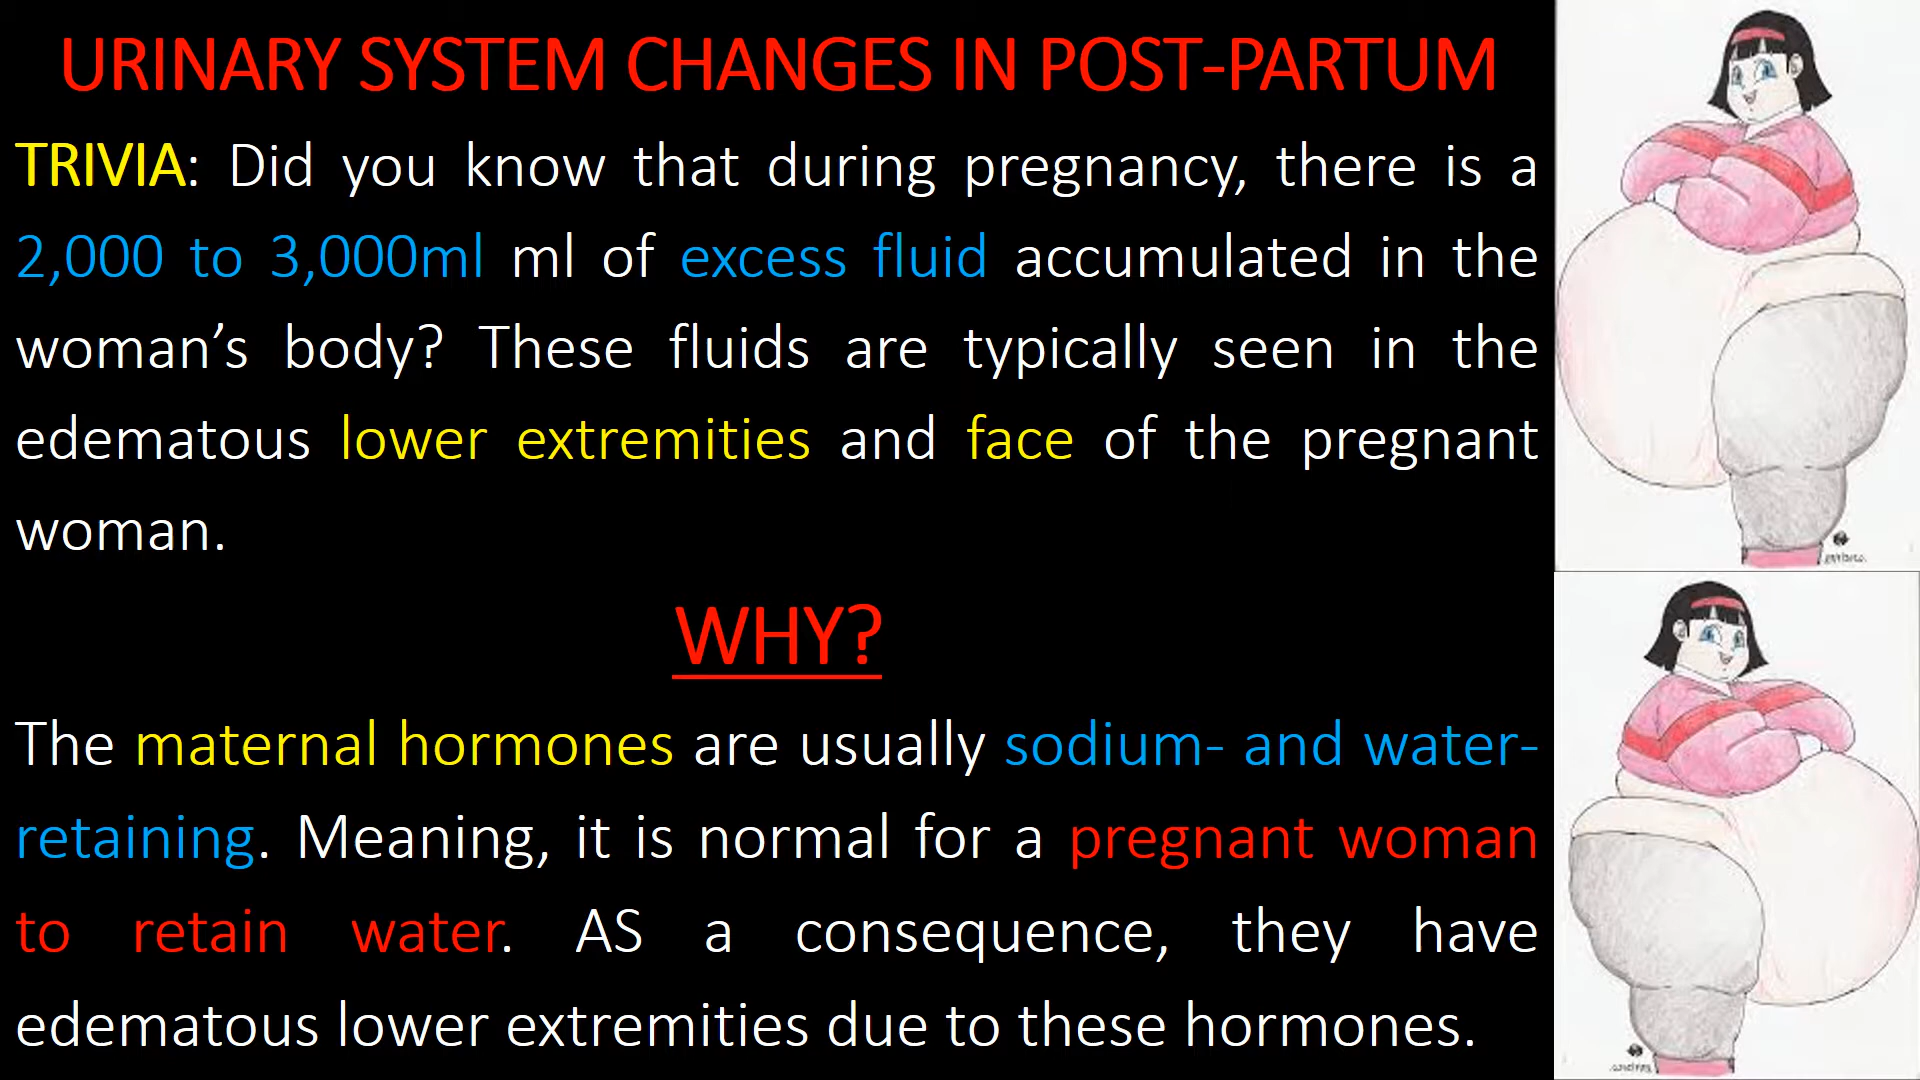 URINARY SYSTEM CHANGES IN POST-PARTUM
TRIVIA: Did you know that during pregnancy, there is a
2,000 to 3,000ml ml of excess fluid accumulated in the
woman’s body? These fluids are typically seen in the
edematous lower extremities and face of the pregnant
woman.
WHY?
The maternal hormones are usually sodium- and water-
retaining. Meaning, it is normal for a pregnant woman
to retain water. AS a consequence, they have
edematous lower extremities due to these hormones.